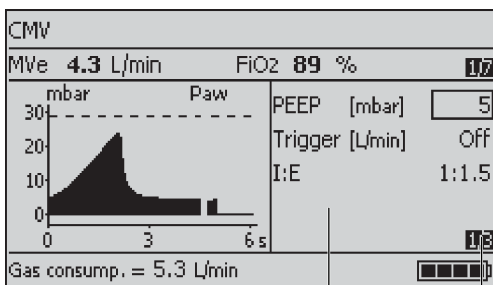 CMV
MVe 4.3 L/min FiO2 89 % 1/7
mbar Paw
30
20
10
0
0 3 6 s
PEEP [mbar] 5
Trigger [L/min] Off
I:E 1:1.5
1/3
Gas consump. = 5.3 L/min